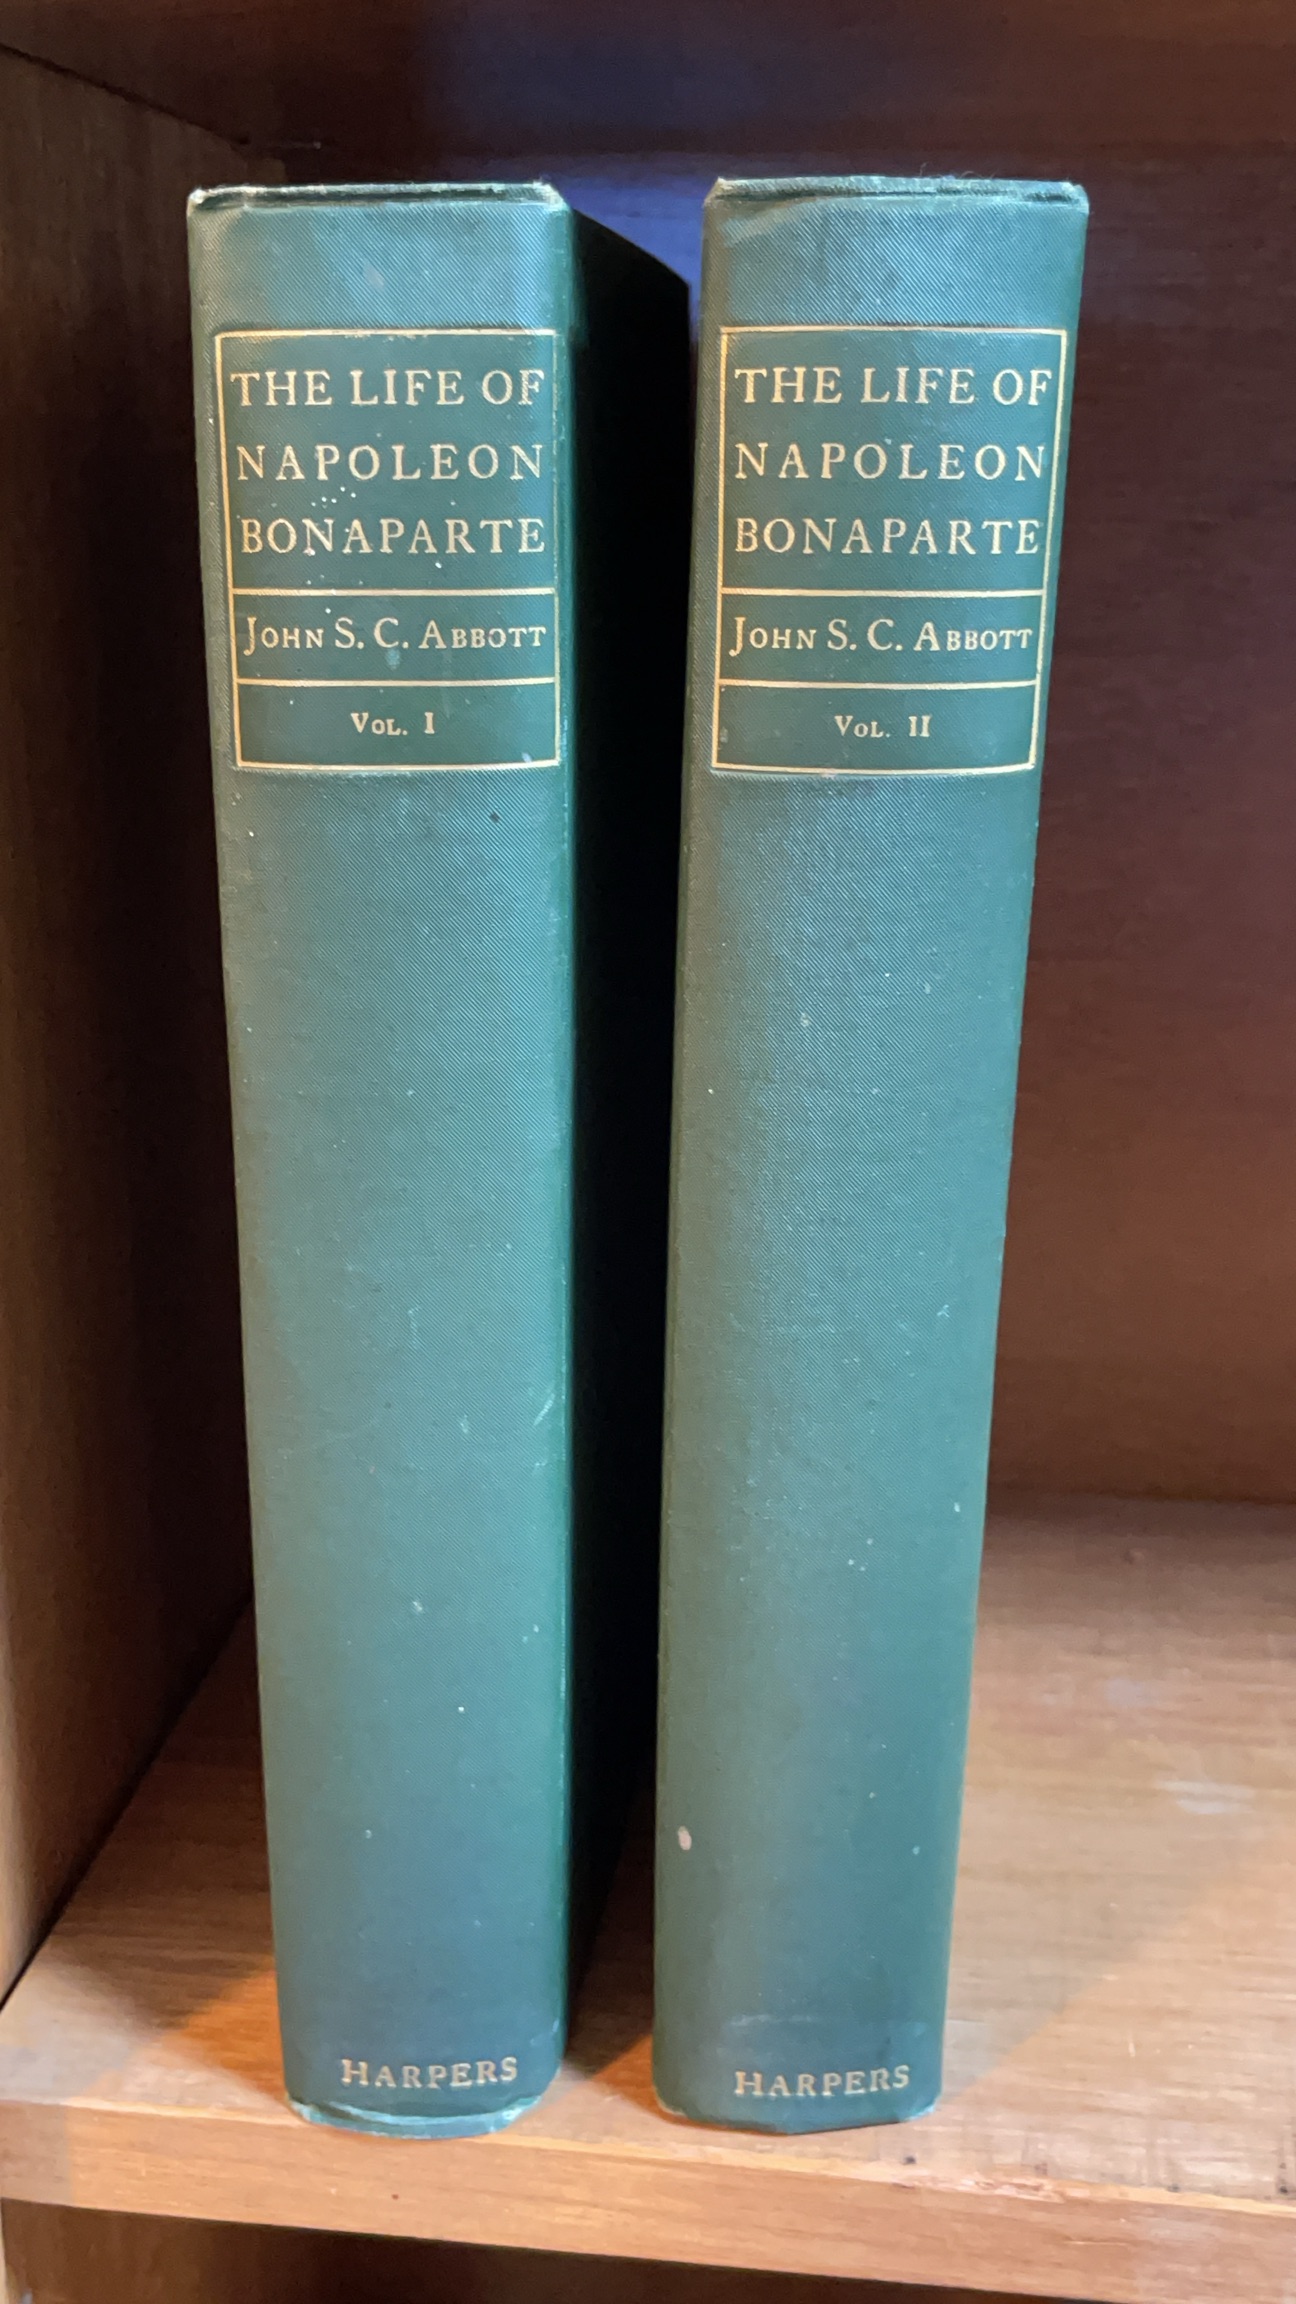 THE LIFE OF
NAPOLEON
BONAPARTE
JOHN S. C. ABBOTT
VOL. I
HARPERS
THE LIFE OF
NAPOLEON
BONAPARTE
JOHN S. C. ABBOTT
VOL. II
HARPERS